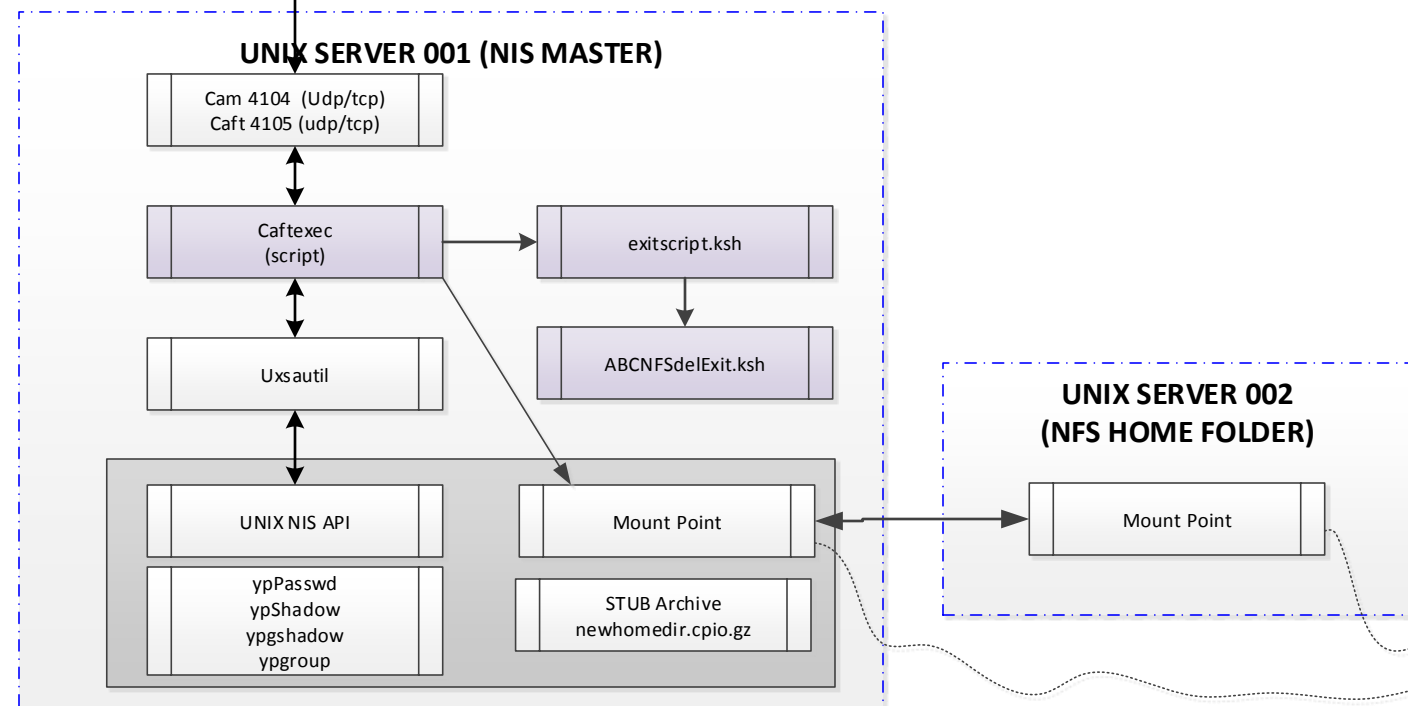 UNIX SERVER 001 (NIS MASTER)
Cam 4104  (Udp/tcp)
Caft 4105 (udp/tcp)
Caftexec
(script)
exitscript.ksh
Uxsautil
ABCNFSdelExit.ksh
UNIX SERVER 002
(NFS HOME FOLDER)
UNIX NIS API
Mount Point
Mount Point
ypPasswd
ypShadow
ypgshadow
ypgroup
STUB Archive
newhomedir.cpio.gz